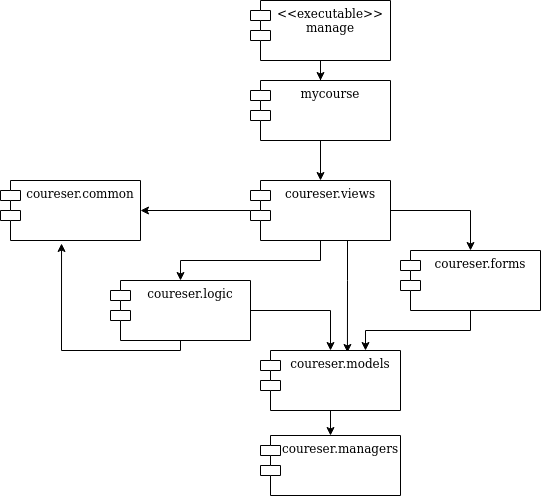 <<executable>>
manage
mycourse
coureser.common
coureser.views
coureser.forms
coureser.logic
coureser.models
coureser.managers